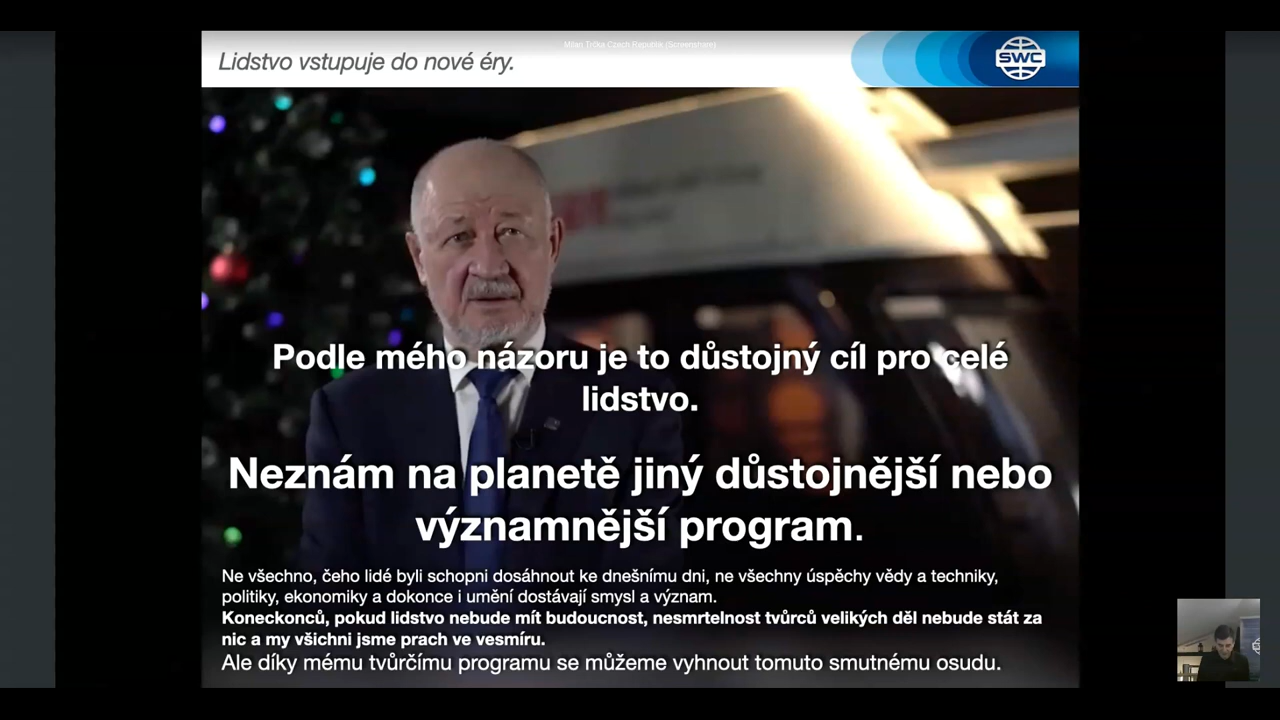 Milan Trčka Czech Republic (Screenshare)
Lidstvo vstupuje do nové éry.
SWC
Podle mého názoru je to důstojný cíl pro celé
lidstvo.
Neznám na planetě jiný důstojnější nebo
významnější program.
Ne všechno, čeho lidé byli schopni dosáhnout ke dnešnímu dni, ne všechny úspěchy vědy a techniky,
politiky, ekonomiky a dokonce i umění dostávají smysl a význam.
Koneckonců, pokud lidstvo nebude mít budoucnost, nesmrtelnost tvůrců velikých děl nebude stát za
nic a my všichni jsme prach ve vesmíru.
Ale díky mému tvůrčímu programu se můžeme vyhnout tomuto smutnému osudu.